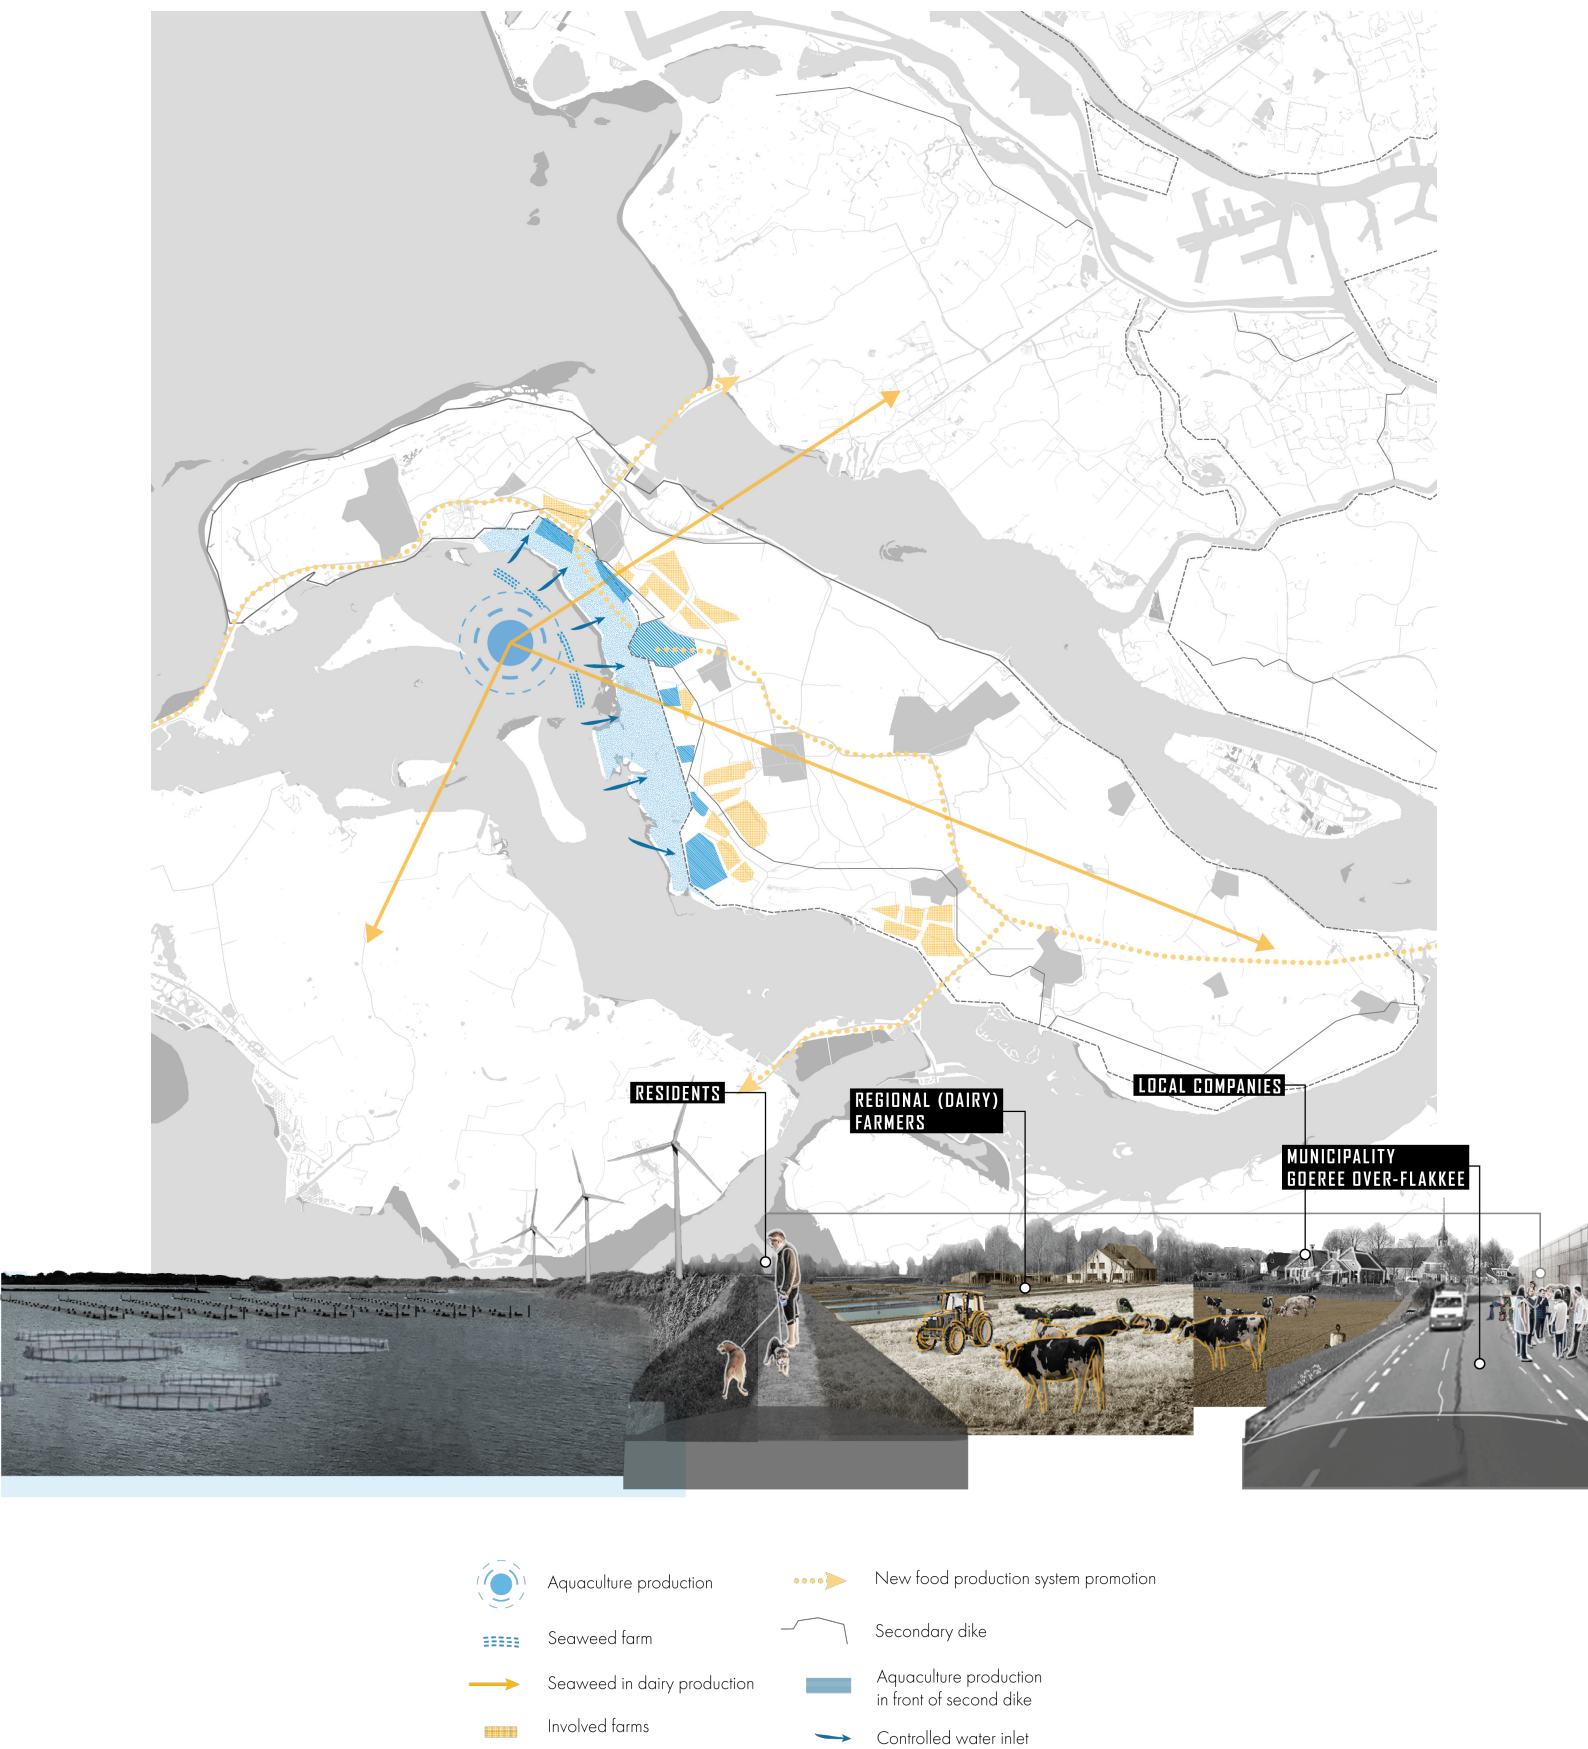 RESIDENTS
REGIONAL (DAIRY)
FARMERS
LOCAL COMPANIES
MUNICIPALITY
GOEREE OVER-FLAKKEE
Aquaculture production
Seaweed farm
Seaweed in dairy production
Involved farms
New food production system promotion
Secondary dike
Aquaculture production
in front of second dike
Controlled water inlet